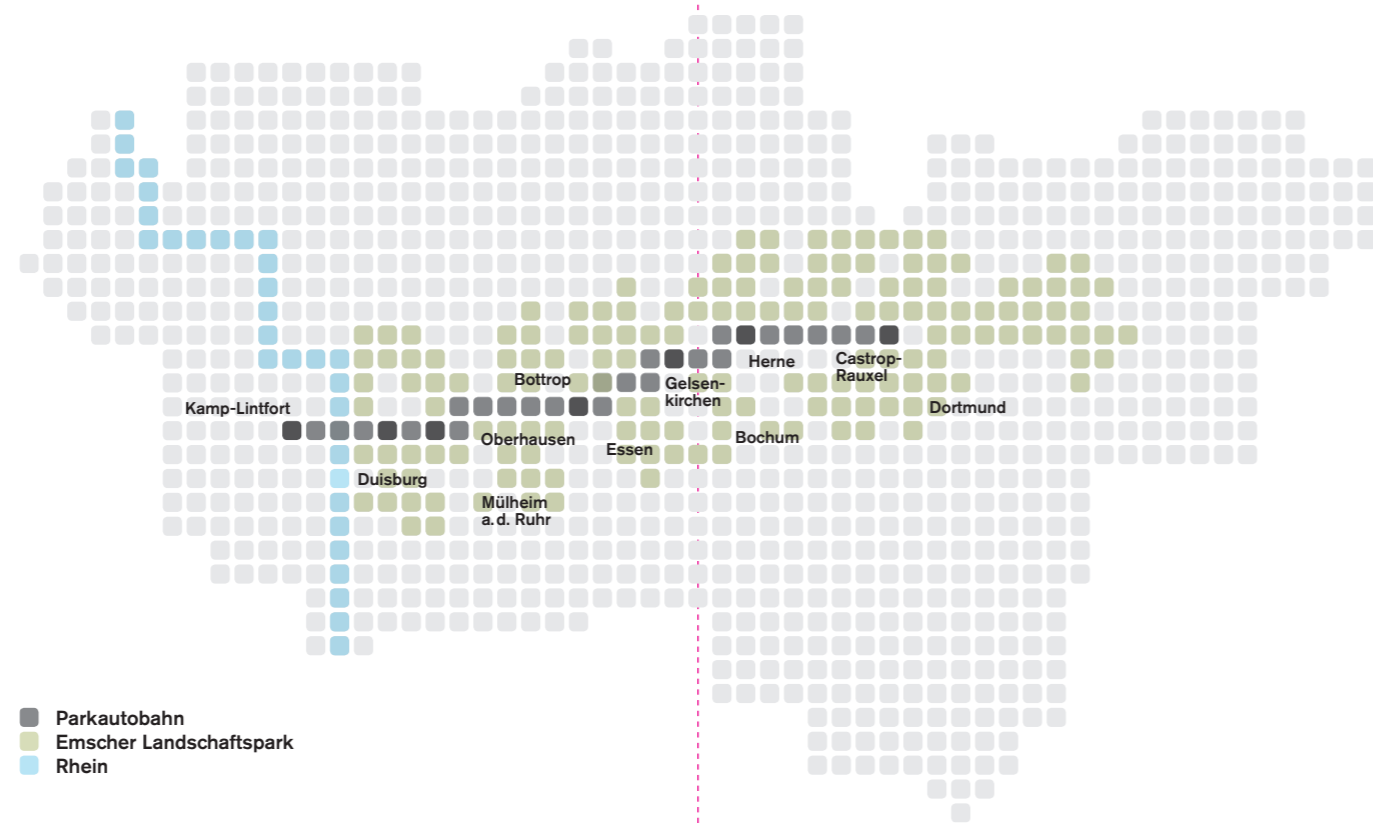 Herne
Castrop-
Rauxel
Bottrop
Gelsen-
kirchen
Kamp-Lintfort
Dortmund
Oberhausen
Bochum
Essen
Duisburg
Mülheim
a. d. Ruhr
Parkautobahn
Emscher Landschaftspark
Rhein